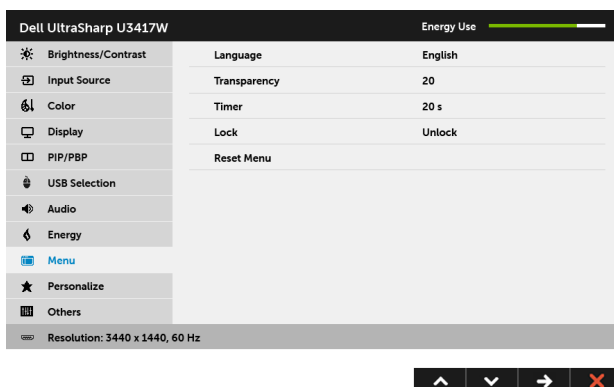 Dell UltraSharp U3417W Energy Use
Brightness/Contrast Language English
Input Source Transparency 20
Color Timer 20 s
Display Lock Unlock
PIP/PBP Reset Menu
USB Selection
Audio
Energy
Menu
Personalize
Others
Resolution: 3440 x 1440, 60 Hz